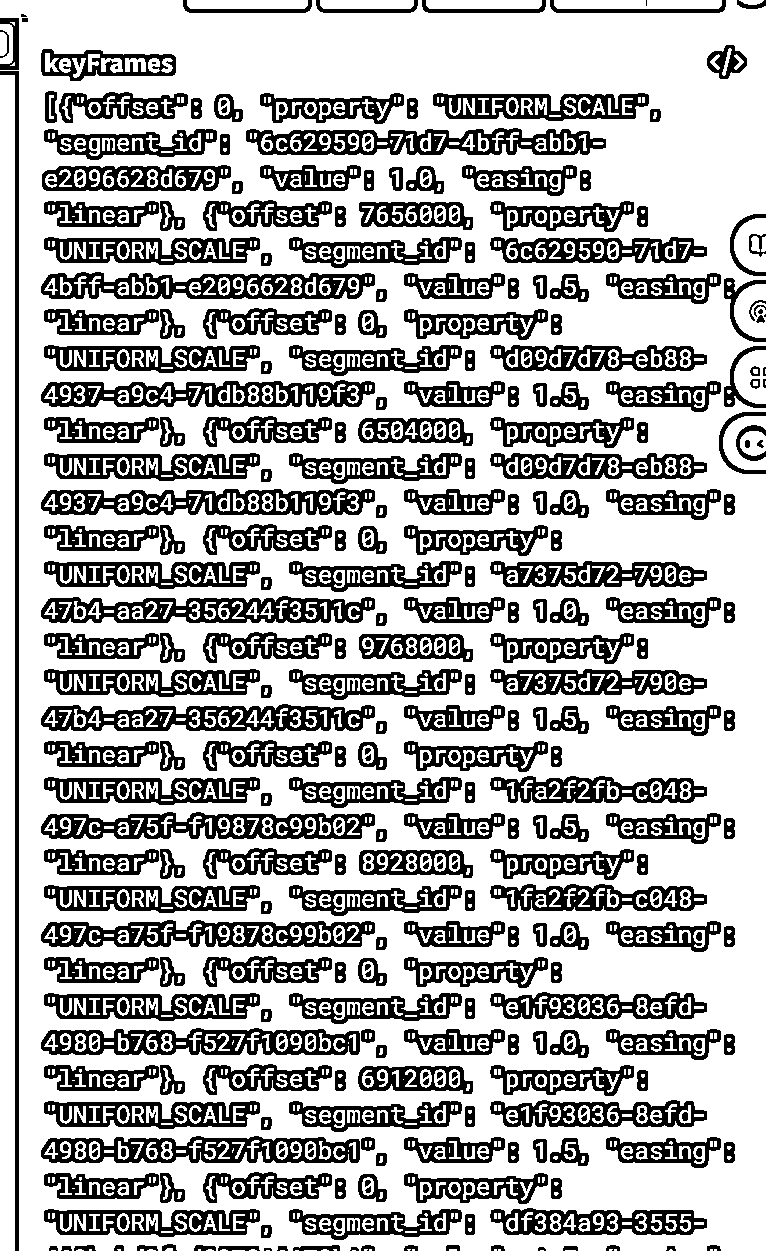 keyFrames
[{"offset": 0, "property": "UNIFORM_SCALE",
"segment_id": "6c629590-71d7-4bff-abb1-
e2096628d679", "value": 1.0, "easing":
"linear"}, {"offset": 7656000, "property":
"UNIFORM_SCALE", "segment_id": "6c629590-71d7-
4bff-abb1-e2096628d679", "value": 1.5, "easing":
"linear"}, {"offset": 0, "property":
"UNIFORM_SCALE", "segment_id": "d09d7d78-eb88-
4937-a9c4-71db88b119f3", "value": 1.5, "easing":
"linear"}, {"offset": 6504000, "property":
"UNIFORM_SCALE", "segment_id": "d09d7d78-eb88-
4937-a9c4-71db88b119f3", "value": 1.0, "easing":
"linear"}, {"offset": 0, "property":
"UNIFORM_SCALE", "segment_id": "a7375d72-790e-
47b4-aa27-356244f3511c", "value": 1.0, "easing":
"linear"}, {"offset": 9768000, "property":
"UNIFORM_SCALE", "segment_id": "a7375d72-790e-
47b4-aa27-356244f3511c", "value": 1.5, "easing":
"linear"}, {"offset": 0, "property":
"UNIFORM_SCALE", "segment_id": "1fa2f2fb-c048-
497c-a75f-f19878c99b02", "value": 1.5, "easing":
"linear"}, {"offset": 8928000, "property":
"UNIFORM_SCALE", "segment_id": "1fa2f2fb-c048-
497c-a75f-f19878c99b02", "value": 1.0, "easing":
"linear"}, {"offset": 0, "property":
"UNIFORM_SCALE", "segment_id": "e1f93036-8efd-
4980-b768-f527f1090bc1", "value": 1.0, "easing":
"linear"}, {"offset": 6912000, "property":
"UNIFORM_SCALE", "segment_id": "e1f93036-8efd-
4980-b768-f527f1090bc1", "value": 1.5, "easing":
"linear"}, {"offset": 0, "property":
"UNIFORM_SCALE", "segment_id": "df384a93-3555-